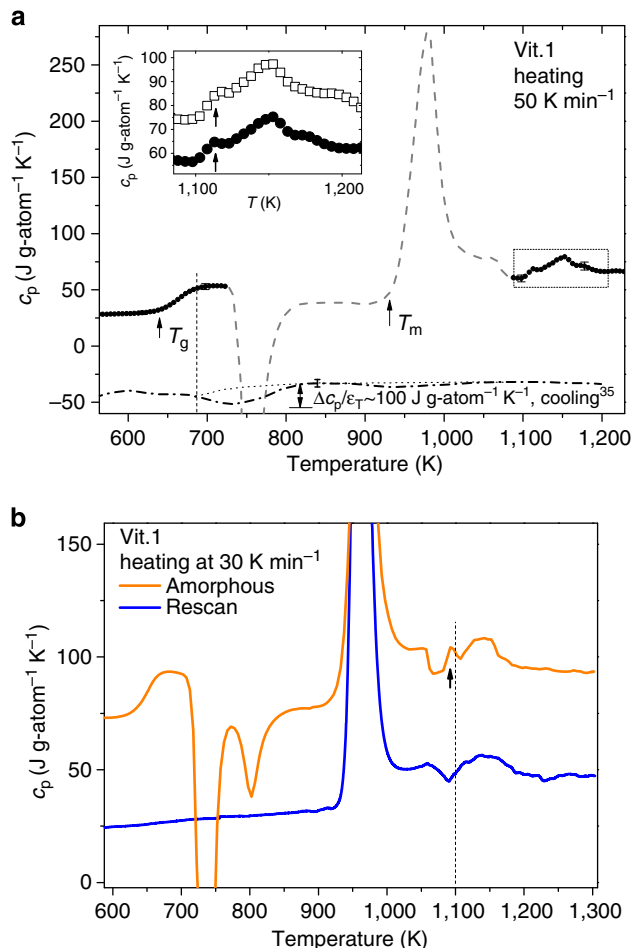 a
c_p (J g-atom⁻¹ K⁻¹)
250
200
150
100
50
0
−50
600
700
800
900
1,000
1,100
1,200
Temperature (K)
Vit.1
heating
50 K min⁻¹
c_p (J g-atom⁻¹ K⁻¹)
100
90
80
70
60
1,100
1,200
T (K)
T_g
T_m
Δc_p/ε_T~100 J g-atom⁻¹ K⁻¹, cooling³⁵
b
c_p (J g-atom⁻¹ K⁻¹)
150
100
50
0
600
700
800
900
1,000
1,100
1,200
1,300
Temperature (K)
Vit.1
heating at 30 K min⁻¹
Amorphous
Rescan